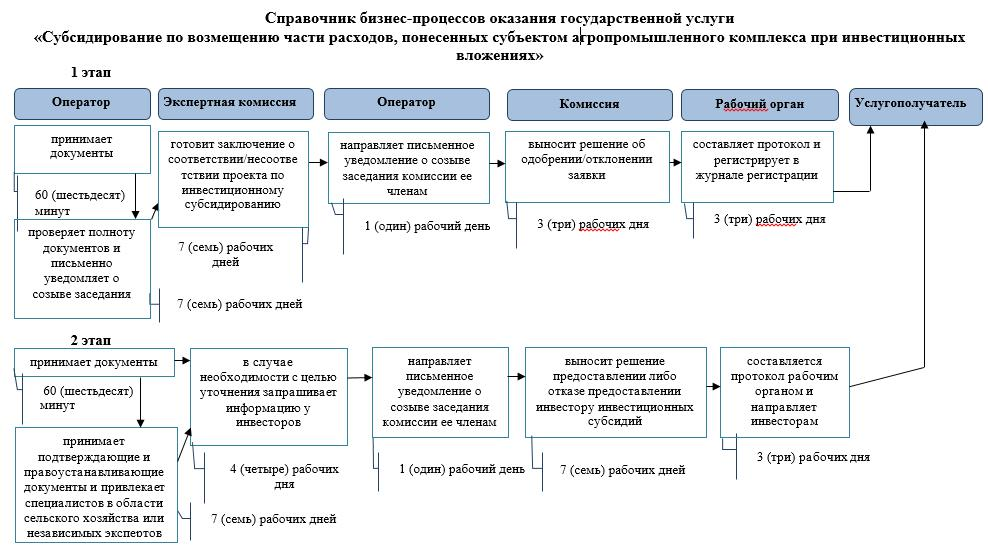 Справочник бизнес-процессов оказания государственной услуги
«Субсидирование по возмещению части расходов, понесенных субъектом агропромышленного комплекса при инвестиционных
вложениях»
1 этап
Оператор
Экспертная комиссия
Оператор
Комиссия
Рабочий орган
Услугополучатель
принимает
документы
60 (шестьдесят)
минут
проверяет полноту
документов и
письменно
уведомляет о
созыве заседания
7 (семь) рабочих дней
готовит заключение о
соответствии/несоотве
тствии проекта по
инвестиционному
субсидированию
7 (семь) рабочих
дней
направляет письменное
уведомление о созыве
заседания комиссии ее
членам
1 (один) рабочий день
выносит решение об
одобрении/отклонении
заявки
3 (три) рабочих дня
составляет протокол и
регистрирует в
журнале регистрации
3 (три) рабочих дня
2 этап
принимает документы
60 (шестьдесят)
минут
принимает
подтверждающие и
правоустанавливающие
документы и привлекает
специалистов в области
сельского хозяйства или
независимых экспертов
7 (семь) рабочих дней
в случае
необходимости с целью
уточнения запрашивает
информацию у
инвесторов
4 (четыре) рабочих
дня
направляет
письменное
уведомление о
созыве заседания
комиссии ее членам
1 (один) рабочий день
выносит решение
предоставлении либо
отказе предоставлении
инвестору инвестиционных
субсидий
7 (семь) рабочих дней
составляется
протокол рабочим
органом и
направляет
инвесторам
3 (три) рабочих дня